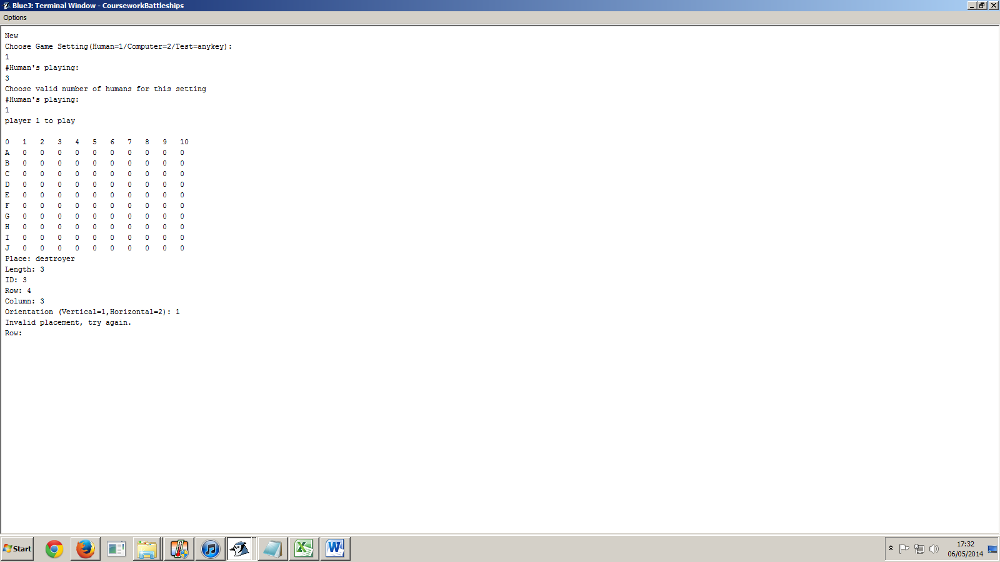 BlueJ: Terminal Window - CourseworkBattleships
Options
New
Choose Game Setting(Human=1/Computer=2/Test=anykey):
1
#Human's playing:
3
Choose valid number of humans for this setting
#Human's playing:
1
player 1 to play
0 1 2 3 4 5 6 7 8 9 10
A 0 0 0 0 0 0 0 0 0 0
B 0 0 0 0 0 0 0 0 0 0
C 0 0 0 0 0 0 0 0 0 0
D 0 0 0 0 0 0 0 0 0 0
E 0 0 0 0 0 0 0 0 0 0
F 0 0 0 0 0 0 0 0 0 0
G 0 0 0 0 0 0 0 0 0 0
H 0 0 0 0 0 0 0 0 0 0
I 0 0 0 0 0 0 0 0 0 0
J 0 0 0 0 0 0 0 0 0 0
Place: destroyer
Length: 3
ID: 3
Row: 4
Column: 3
Orientation (Vertical=1,Horizontal=2): 1
Invalid placement, try again.
Row:
Start
17:32
06/05/2014